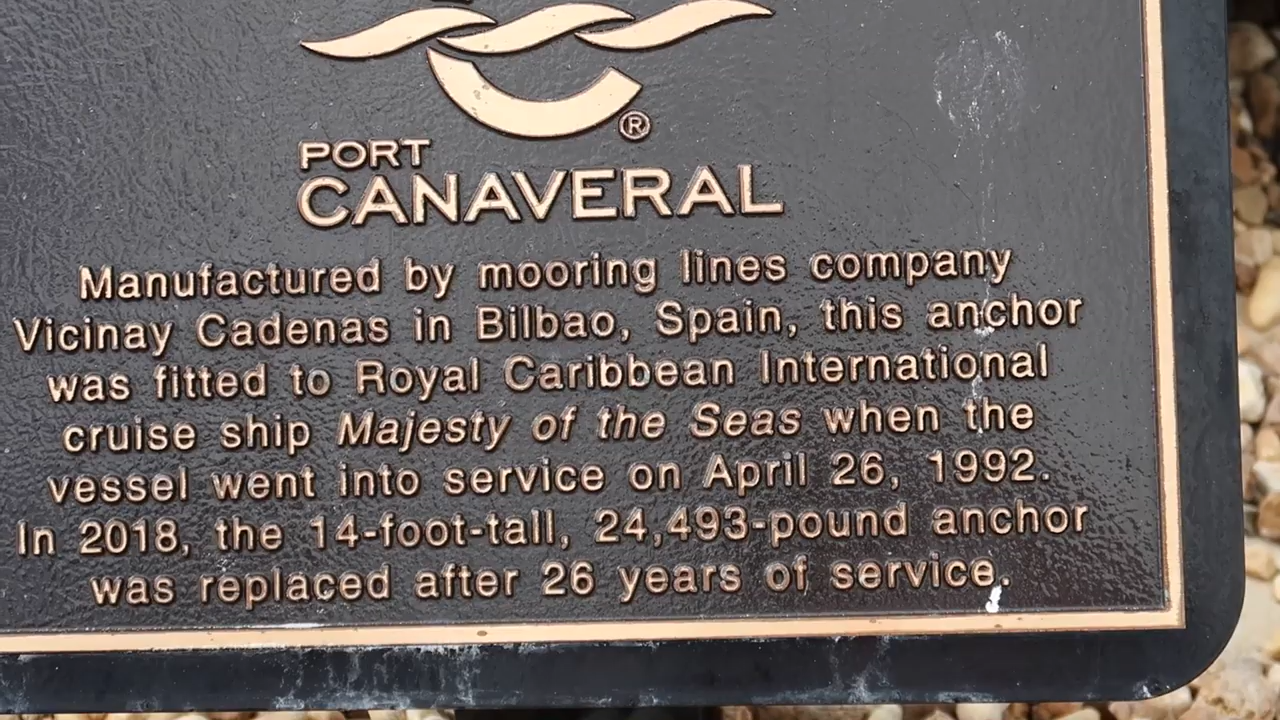 ®
PORT
CANAVERAL
Manufactured by mooring lines company
Vicinay Cadenas in Bilbao, Spain, this anchor
was fitted to Royal Caribbean International
cruise ship Majesty of the Seas when the
vessel went into service on April 26, 1992.
In 2018, the 14-foot-tall, 24,493-pound anchor
was replaced after 26 years of service.